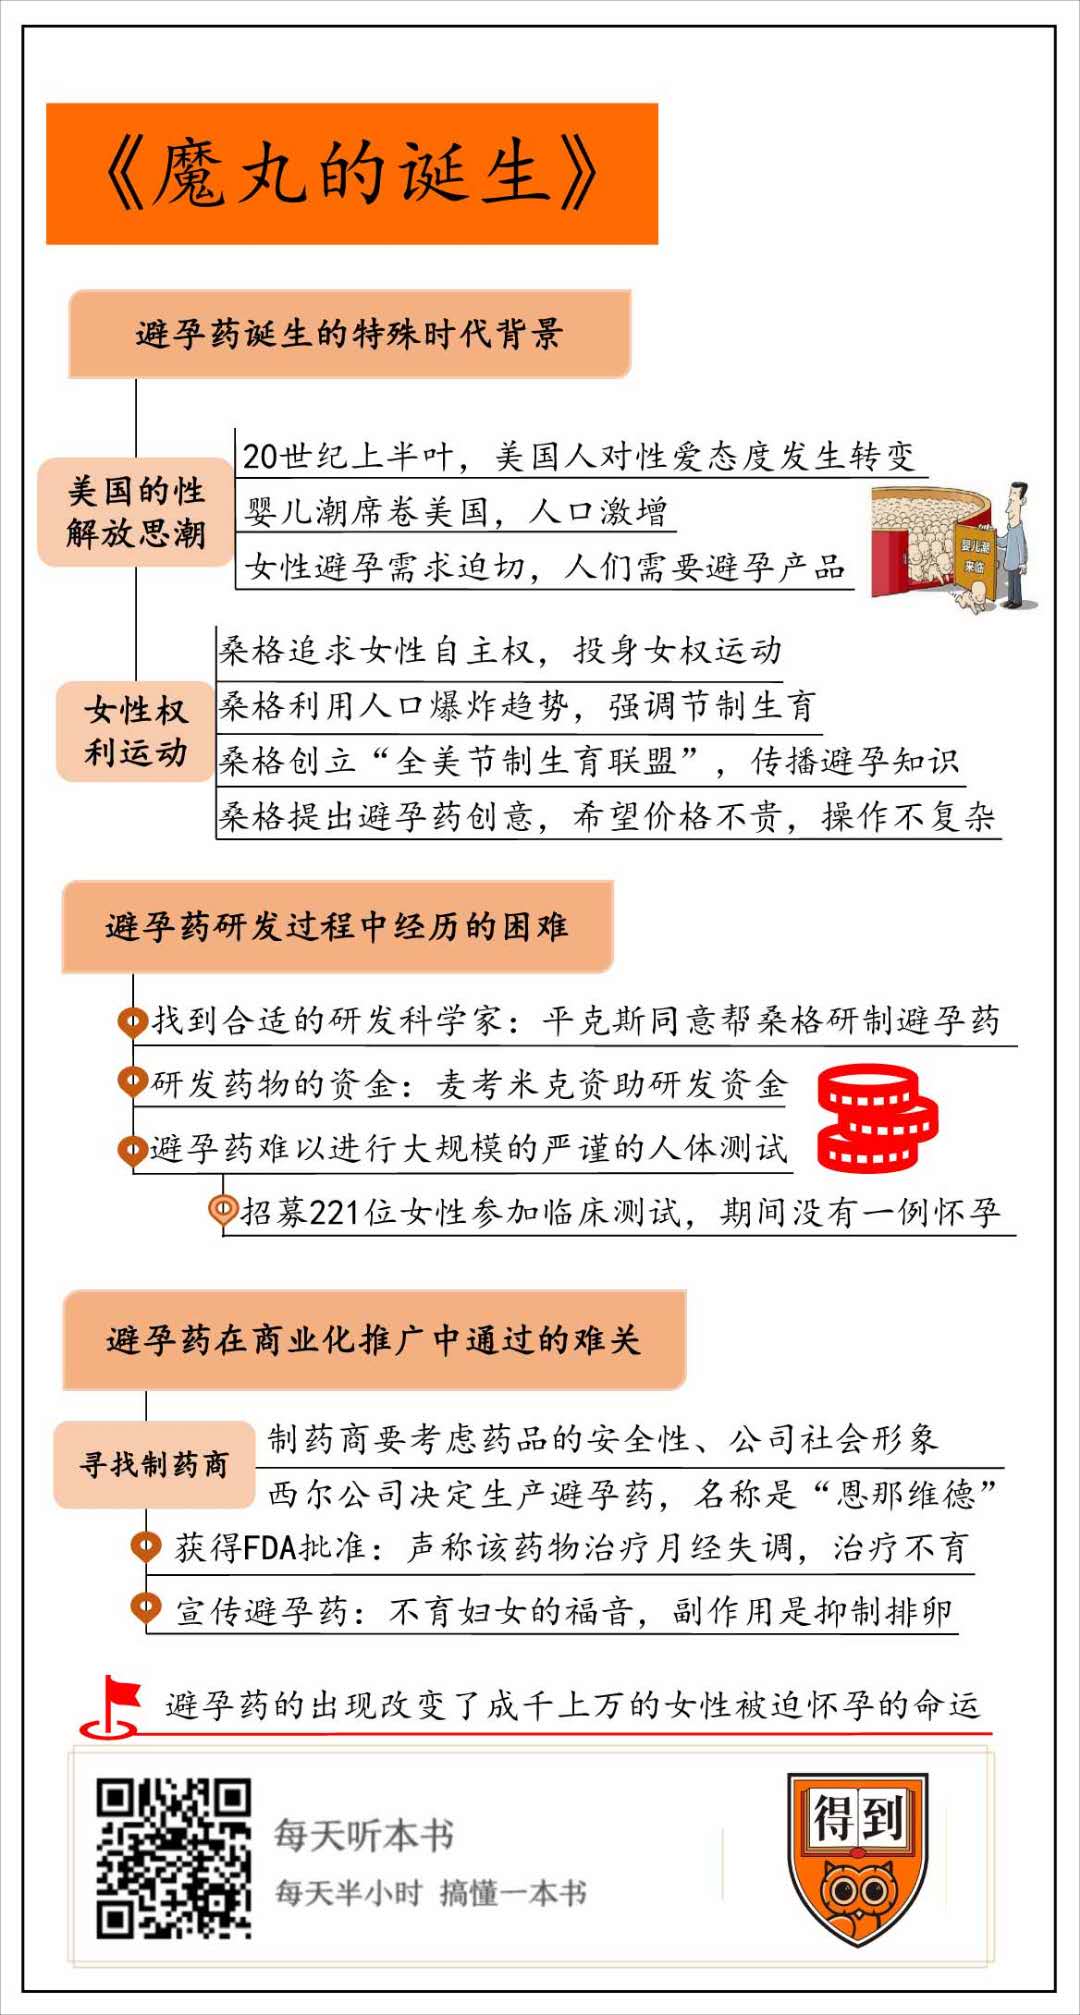 《魔丸的诞生》
避孕药诞生的特殊时代背景
美国的性
解放思潮
20世纪上半叶，美国人对性爱态度发生转变
婴儿潮席卷美国，人口激增
女性避孕需求迫切，人们需要避孕产品
婴儿潮
来临
女性权
利运动
桑格追求女性自主权，投身女权运动
桑格利用人口爆炸趋势，强调节制生育
桑格创立“全美节制生育联盟”，传播避孕知识
桑格提出避孕药创意，希望价格不贵，操作不复杂
避孕药研发过程中经历的困难
找到合适的研发科学家：平克斯同意帮桑格研制避孕药
研发药物的资金：麦考米克资助研发资金
避孕药难以进行大规模的严谨的人体测试
招募221位女性参加临床测试，期间没有一例怀孕
避孕药在商业化推广中通过的难关
寻找制药商
制药商要考虑药品的安全性、公司社会形象
西尔公司决定生产避孕药，名称是“恩那维德”
获得FDA批准：声称该药物治疗月经失调，治疗不育
宣传避孕药：不育妇女的福音，副作用是抑制排卵
避孕药的出现改变了成千上万的女性被迫怀孕的命运
每天听本书
每天半小时 搞懂一本书
得到